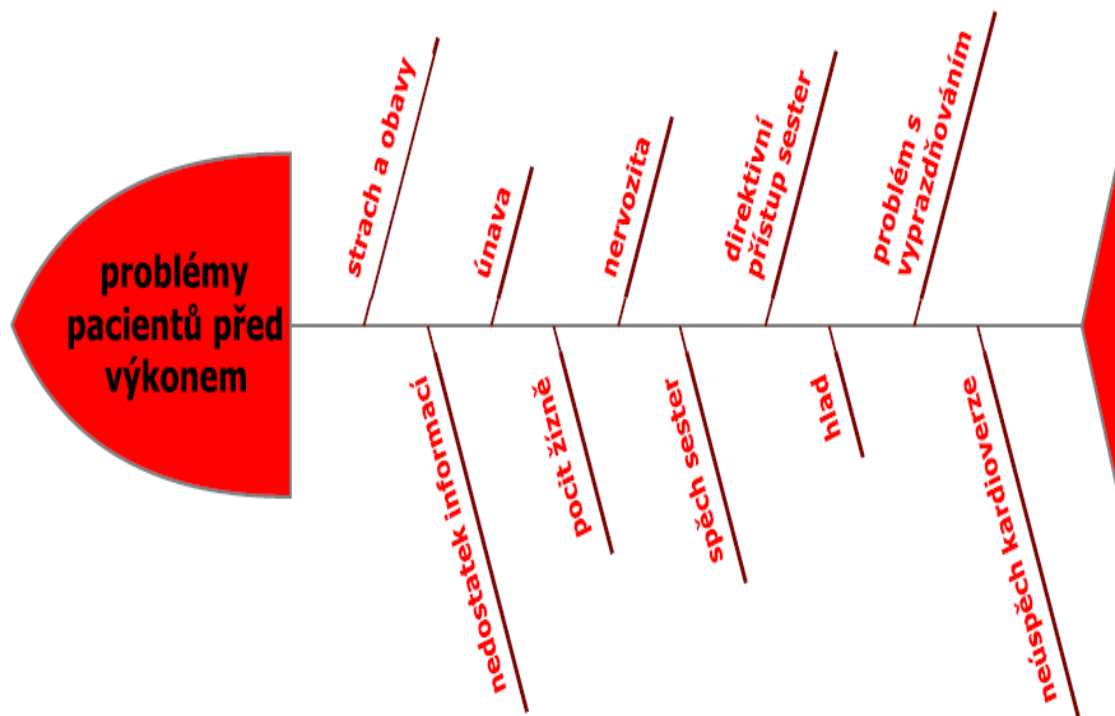 problémy
pacientů před
výkonem
strach a obavy
únava
nervozita
direktivní
přístup sester
problém s
vyprazdňováním
nedostatek informací
pocit žízně
spěch sester
hlad
neúspěch kardioverze